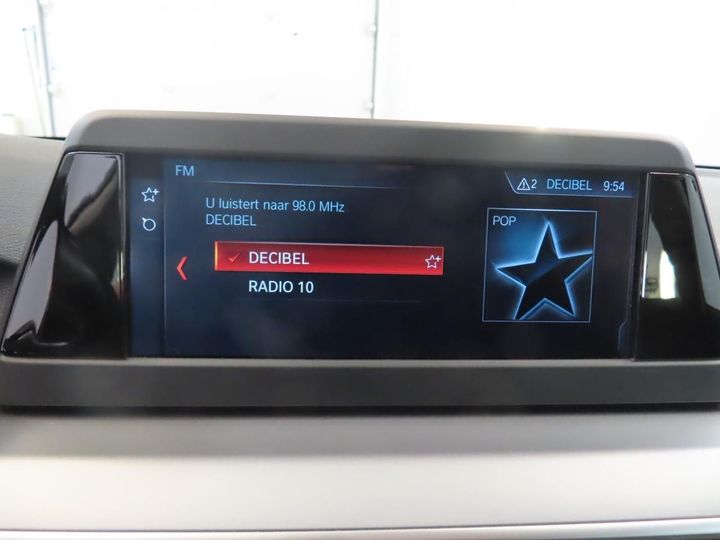 FM
2 DECIBEL 9:54
U luistert naar 98.0 MHz
DECIBEL
POP
DECIBEL
RADIO 10